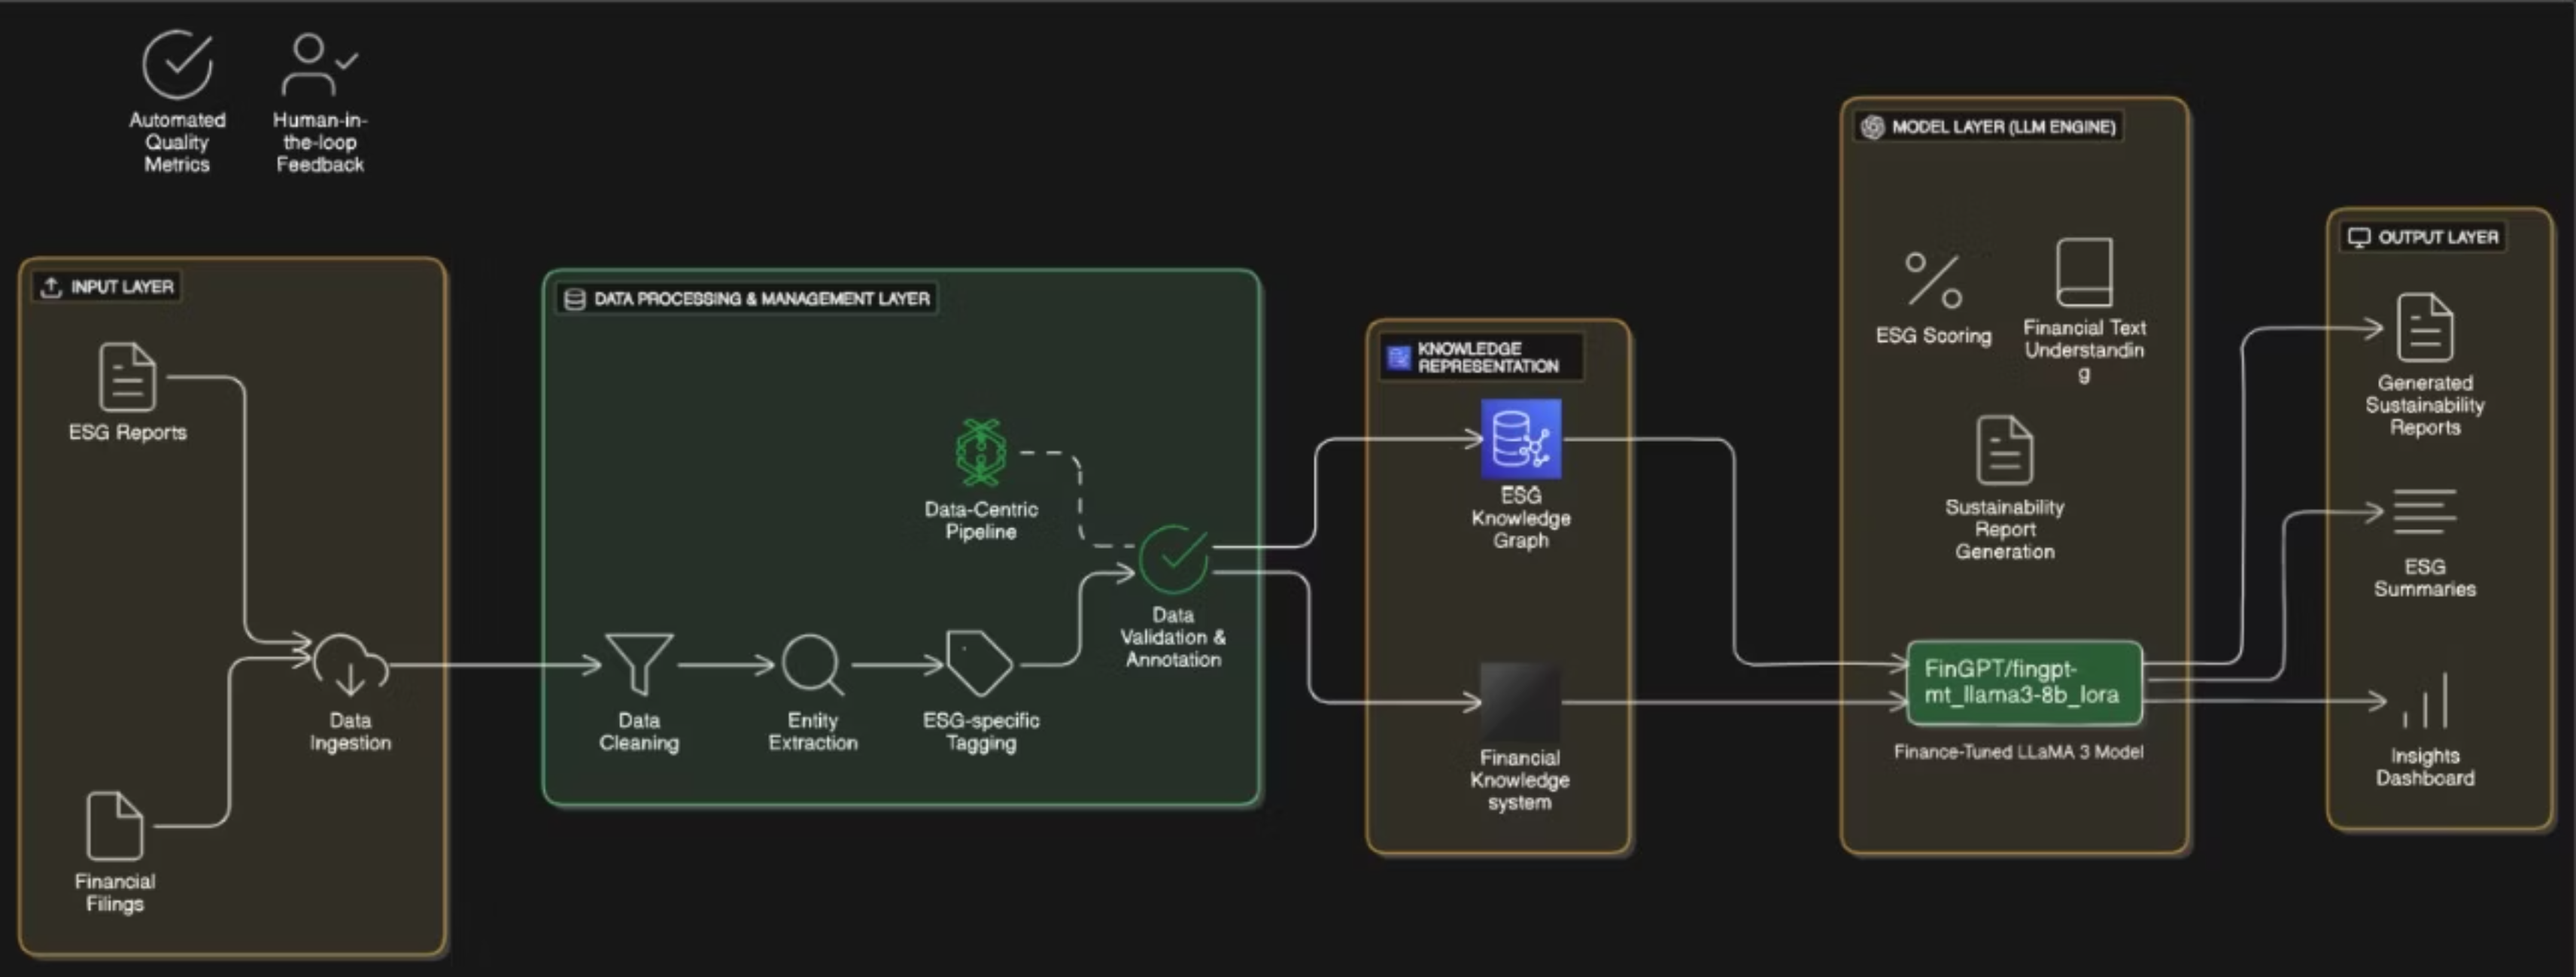 Automated
Quality
Metrics
Human-in-
the-loop
Feedback
INPUT LAYER
ESG Reports
Data
Ingestion
Financial
Filings
DATA PROCESSING & MANAGEMENT LAYER
Data-Centric
Pipeline
Data
Cleaning
Entity
Extraction
ESG-specific
Tagging
Data
Validation &
Annotation
KNOWLEDGE
REPRESENTATION
ESG
Knowledge
Graph
Financial
Knowledge
system
MODEL LAYER (LLM ENGINE)
ESG Scoring
Financial Text
Understandin
g
Sustainability
Report
Generation
FinGPT/fingpt-
mt_llama3-8b_lora
Finance-Tuned LLaMA 3 Model
OUTPUT LAYER
Generated
Sustainability
Reports
ESG
Summaries
Insights
Dashboard